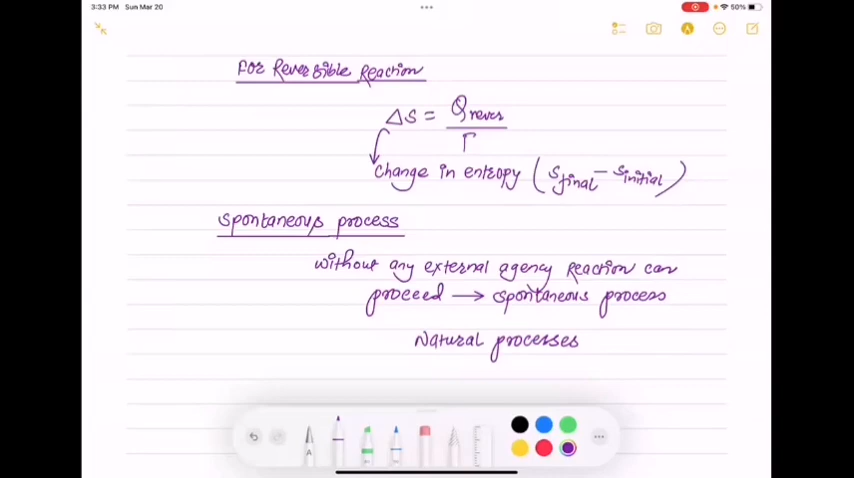 3:33 PM Sun Mar 20
50%
For Reversible Reaction
ΔS = Qrever
T
Change in entropy (Sfinal - Sinitial)
Spontaneous process
without any external agency Reaction can
proceed → spontaneous process
Natural processes
A